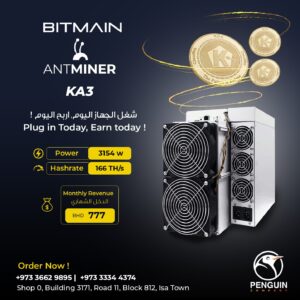 BITMAIN
ANTMINER
KA3
شغل الجهاز اليوم, اربح اليوم !
Plug in Today, Earn today !
Power 3154 w
Hashrate 166 TH/s
Monthly Revenue
الدخل الشهري
BHD 777
Order Now !
+973 3662 9895 | +973 3334 4374
Shop 0, Building 3171, Road 11, Block 812, Isa Town
PENGUIN
COMPANY